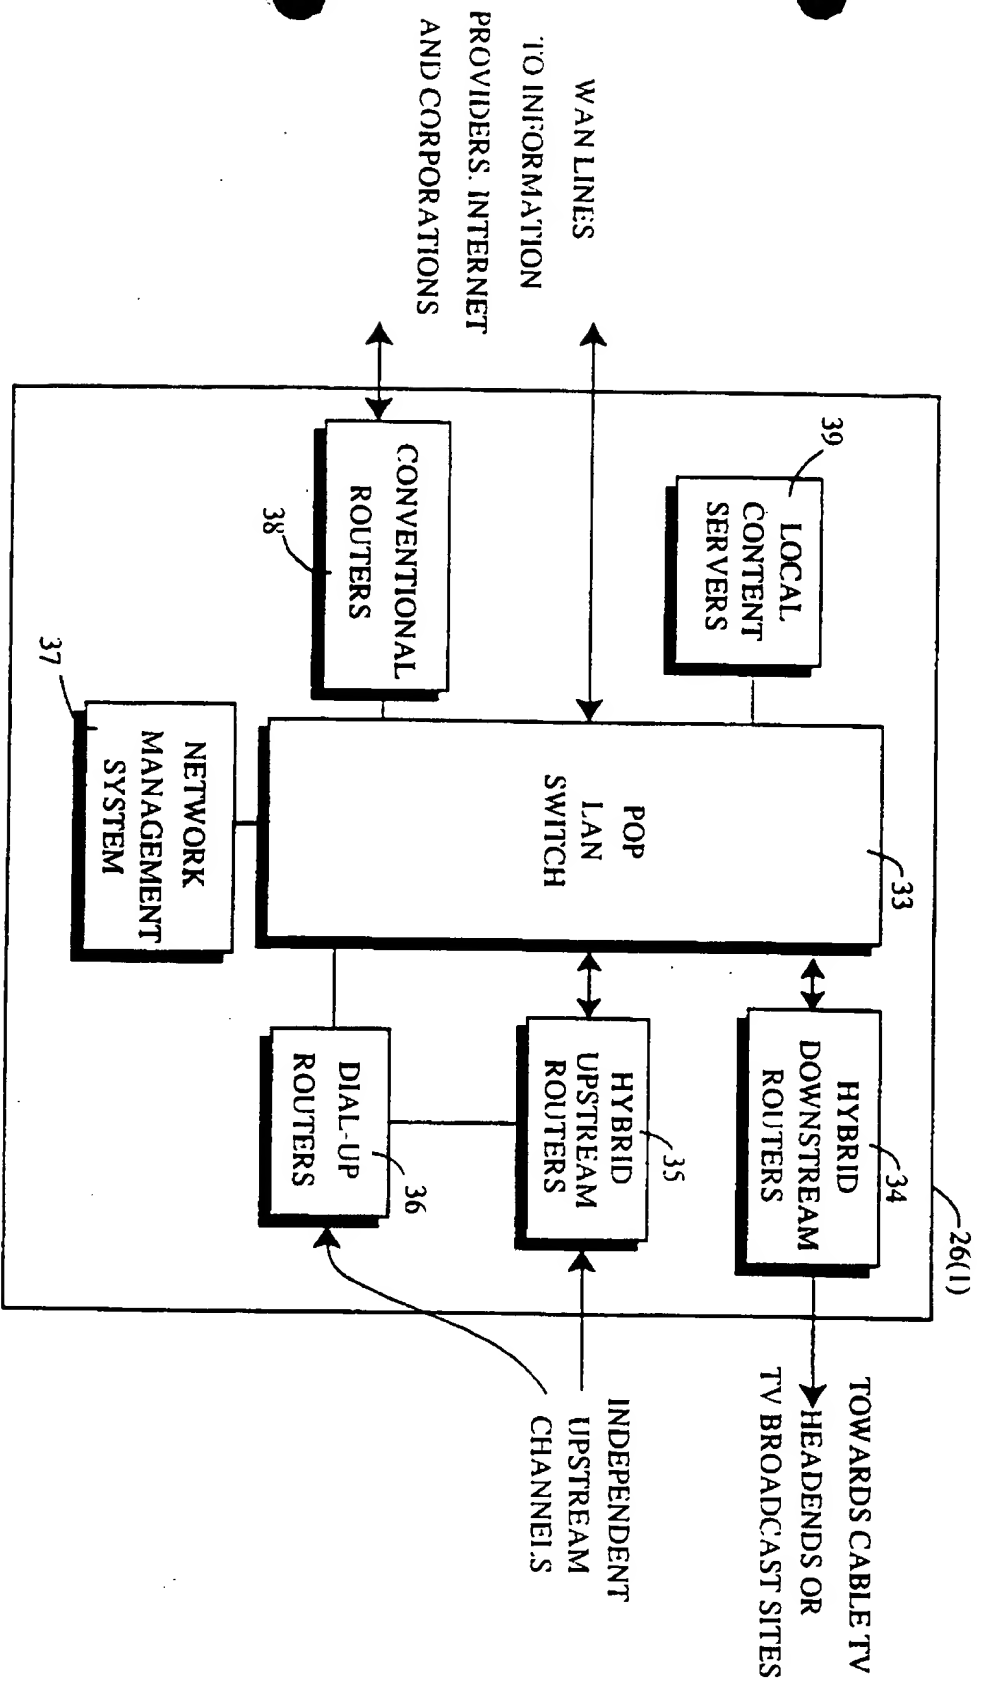 26(1)
39
LOCAL
CONTENT
SERVERS
33
POP
LAN
SWITCH
34
HYBRID
DOWNSTREAM
ROUTERS
TOWARDS CABLE TV
HEADENDS OR
TV BROADCAST SITES
WAN LINES
TO INFORMATION
PROVIDERS. INTERNET
AND CORPORATIONS
35
HYBRID
UPSTREAM
ROUTERS
INDEPENDENT
UPSTREAM
CHANNELS
CONVENTIONAL
ROUTERS
38
36
DIAL-UP
ROUTERS
37
NETWORK
MANAGEMENT
SYSTEM